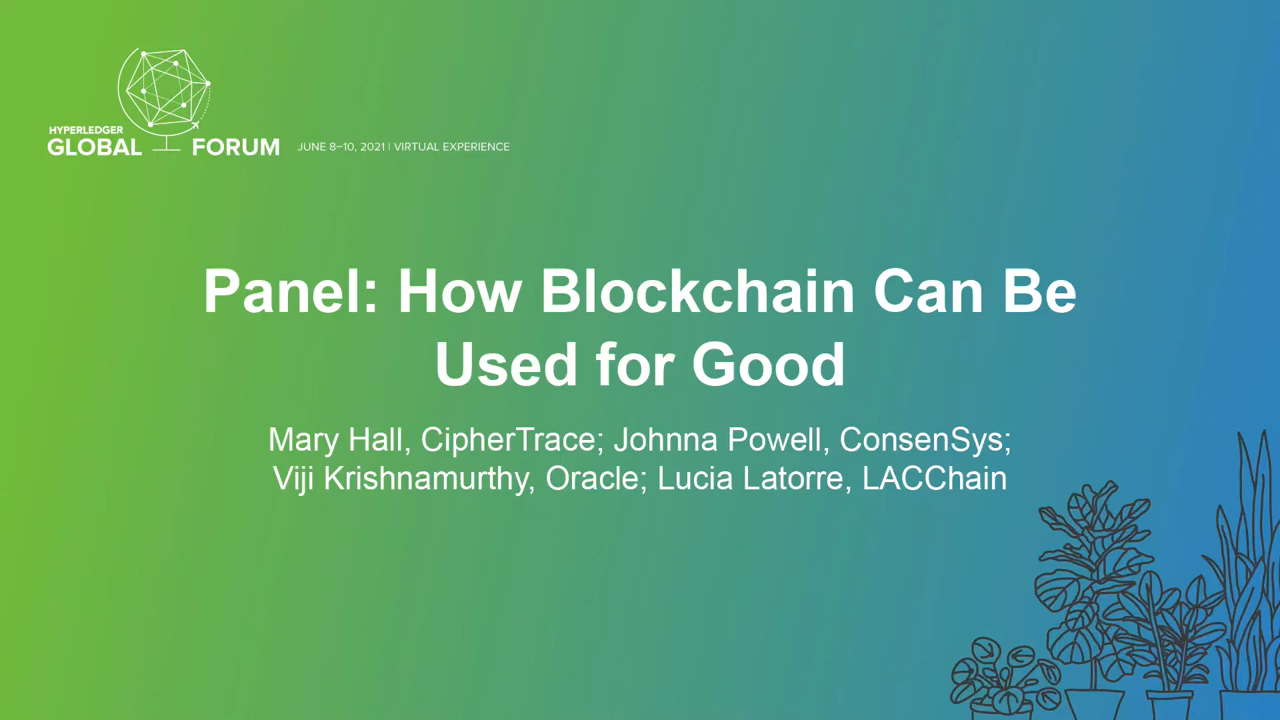 HYPERLEDGER
GLOBAL FORUM
JUNE 8–10, 2021 | VIRTUAL EXPERIENCE
Panel: How Blockchain Can Be
Used for Good
Mary Hall, CipherTrace; Johnna Powell, ConsenSys;
Viji Krishnamurthy, Oracle; Lucia Latorre, LACChain